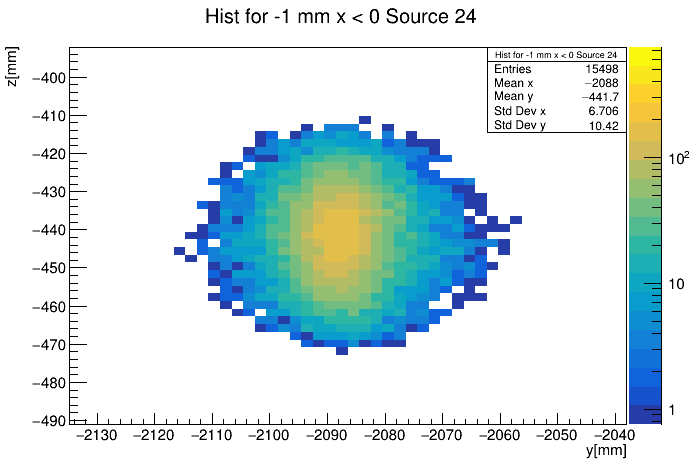 Hist for -1 mm x < 0 Source 24
z[mm]
Hist for -1 mm x < 0 Source 24
Entries 15498
Mean x −2088
Mean y −441.7
Std Dev x 6.706
Std Dev y 10.42
−400
−410
−420
−430
−440
−450
−460
−470
−480
−490
10²
10
1
−2130 −2120 −2110 −2100 −2090 −2080 −2070 −2060 −2050 −2040
y[mm]